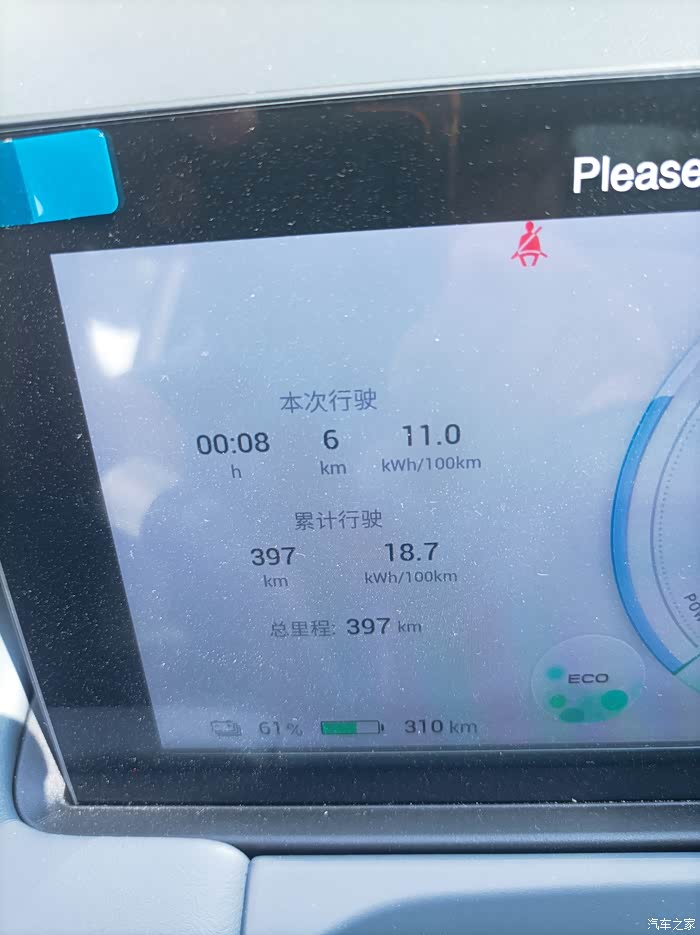 Please
本次行驶
00:08 6 11.0
h km kWh/100km
累计行驶
397 18.7
km kWh/100km
总里程: 397 km
ECO
61% 310 km
汽车之家